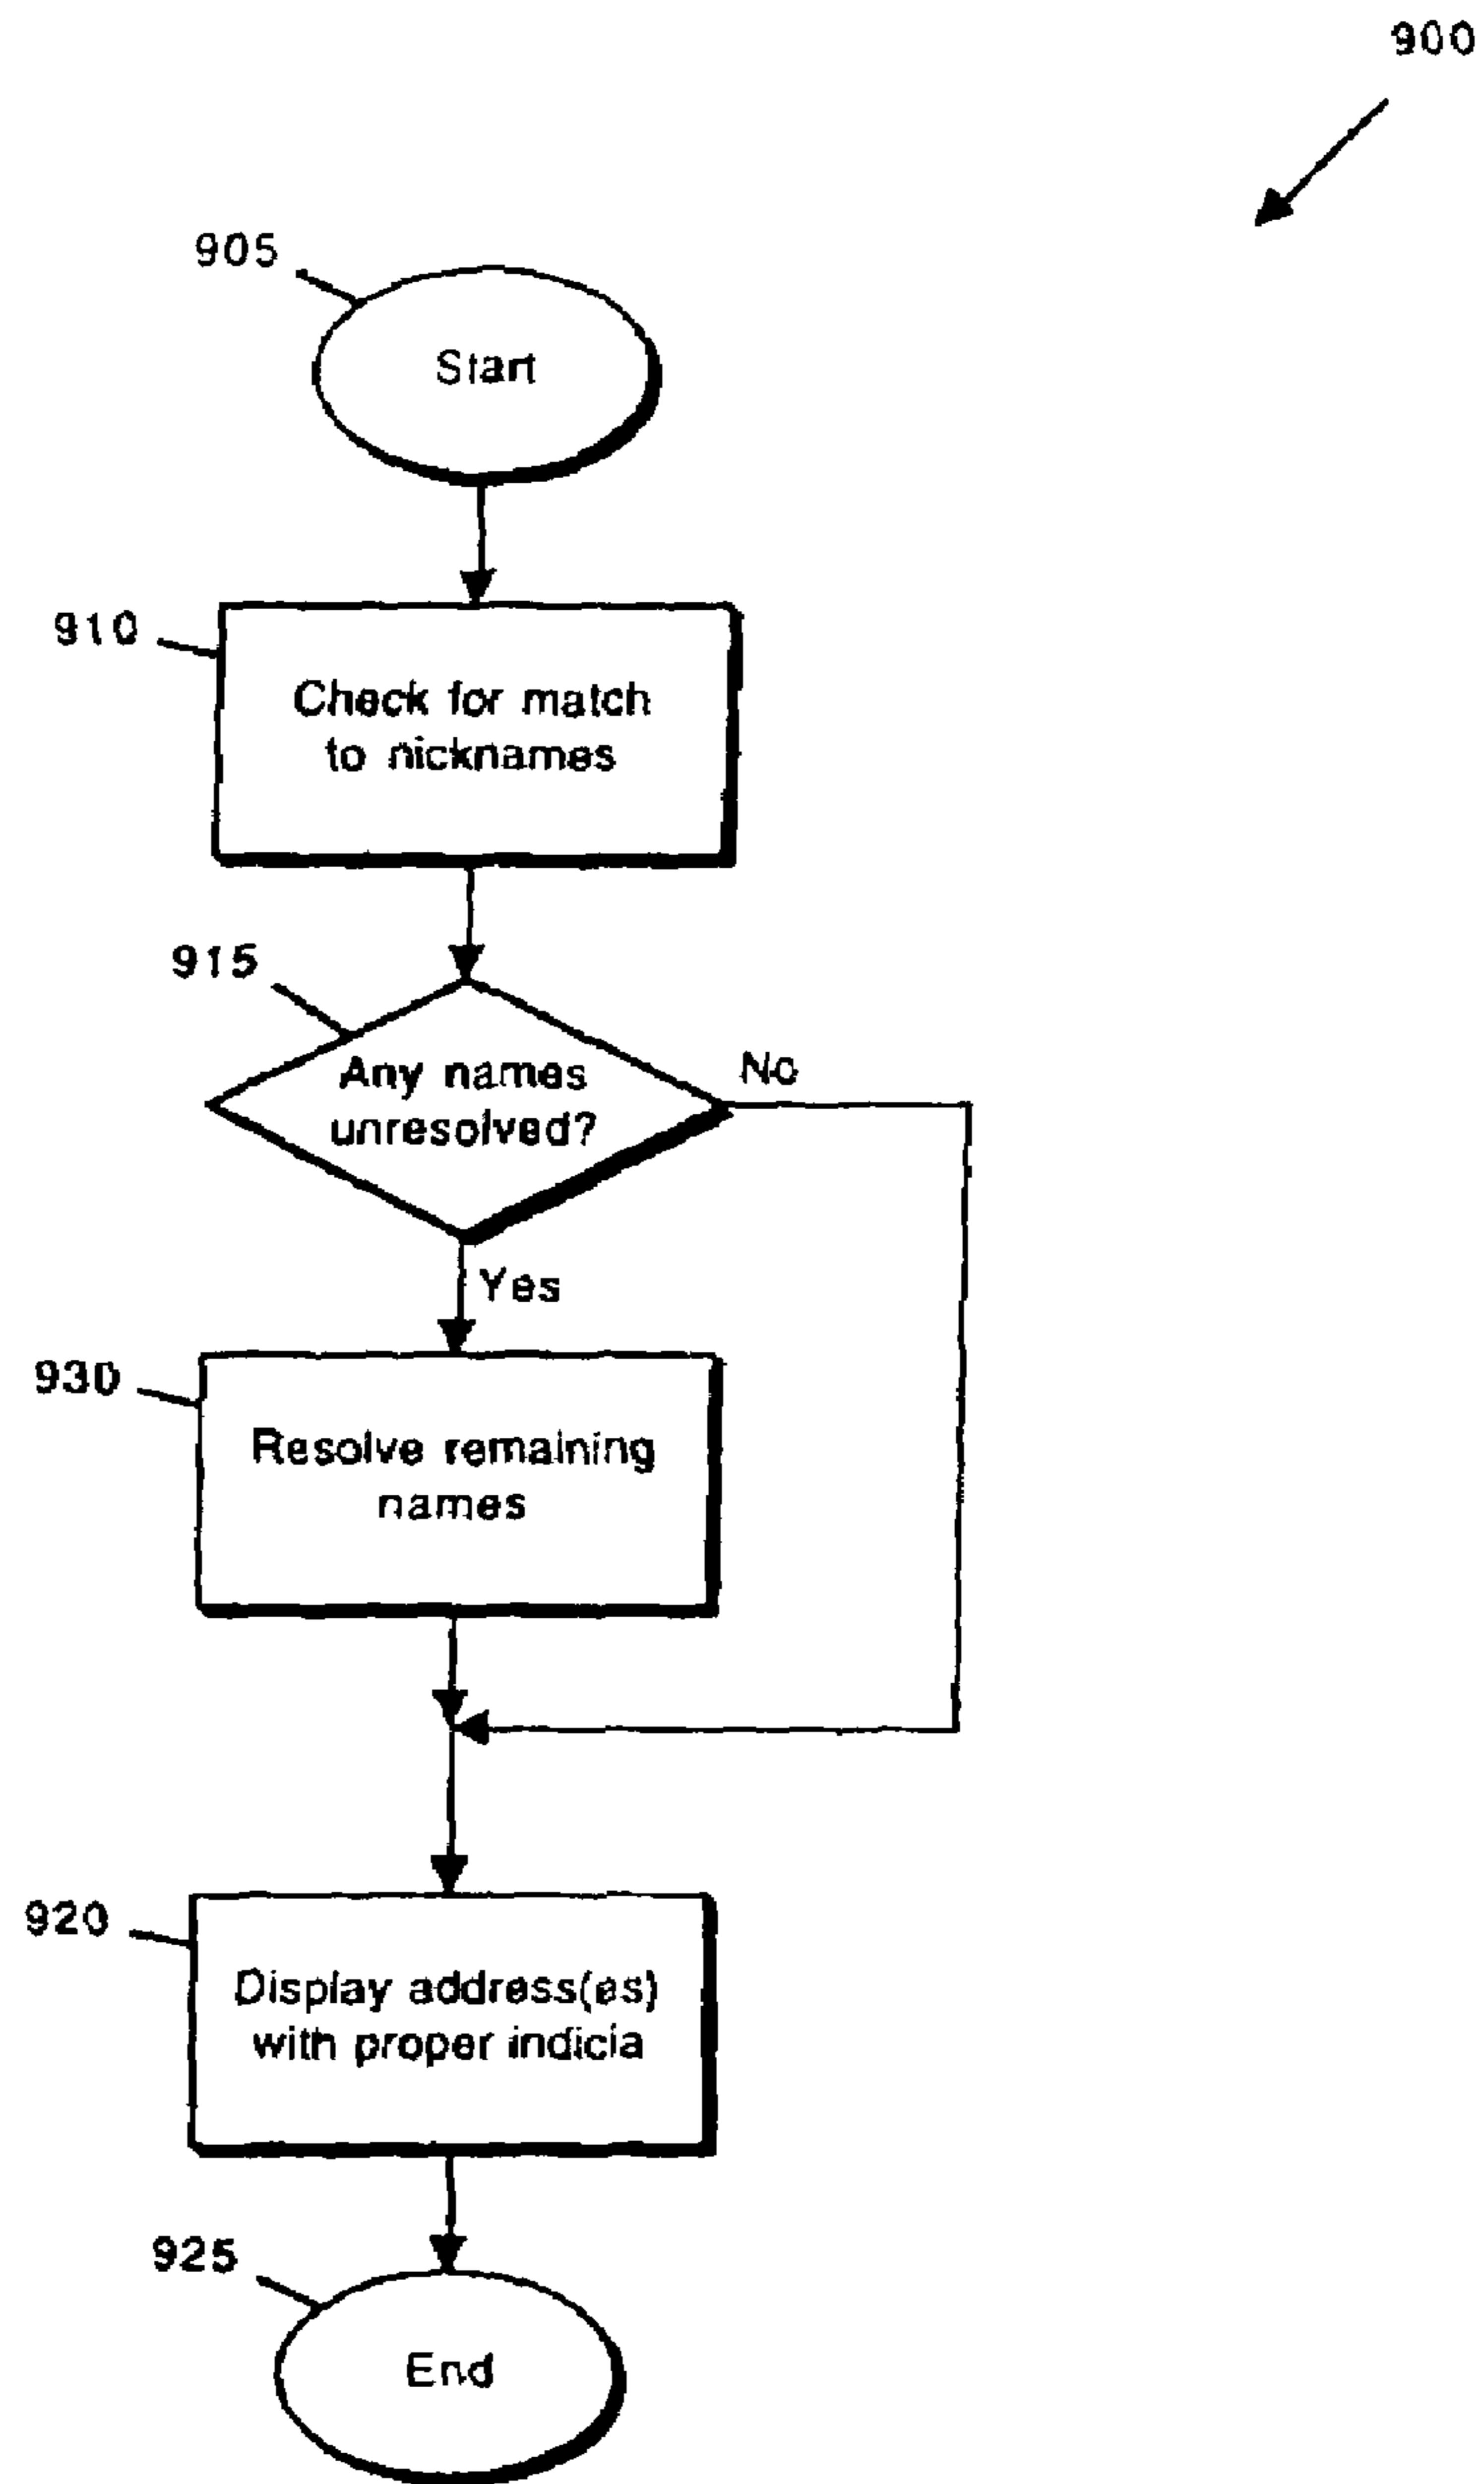 900
905
Start
910
Check for match
to nicknames
915
Any names
unresolved?
No
Yes
930
Resolve remaining
names
920
Display address(es)
with proper indicia
925
End